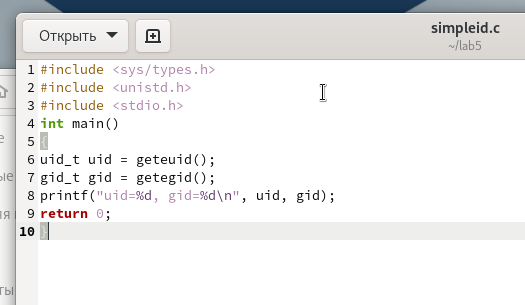 Открыть
simpleid.c
~/lab5
1 #include <sys/types.h>
2 #include <unistd.h>
3 #include <stdio.h>
4 int main()
5 {
6 uid_t uid = geteuid();
7 gid_t gid = getegid();
8 printf("uid=%d, gid=%d\n", uid, gid);
9 return 0;
10 }